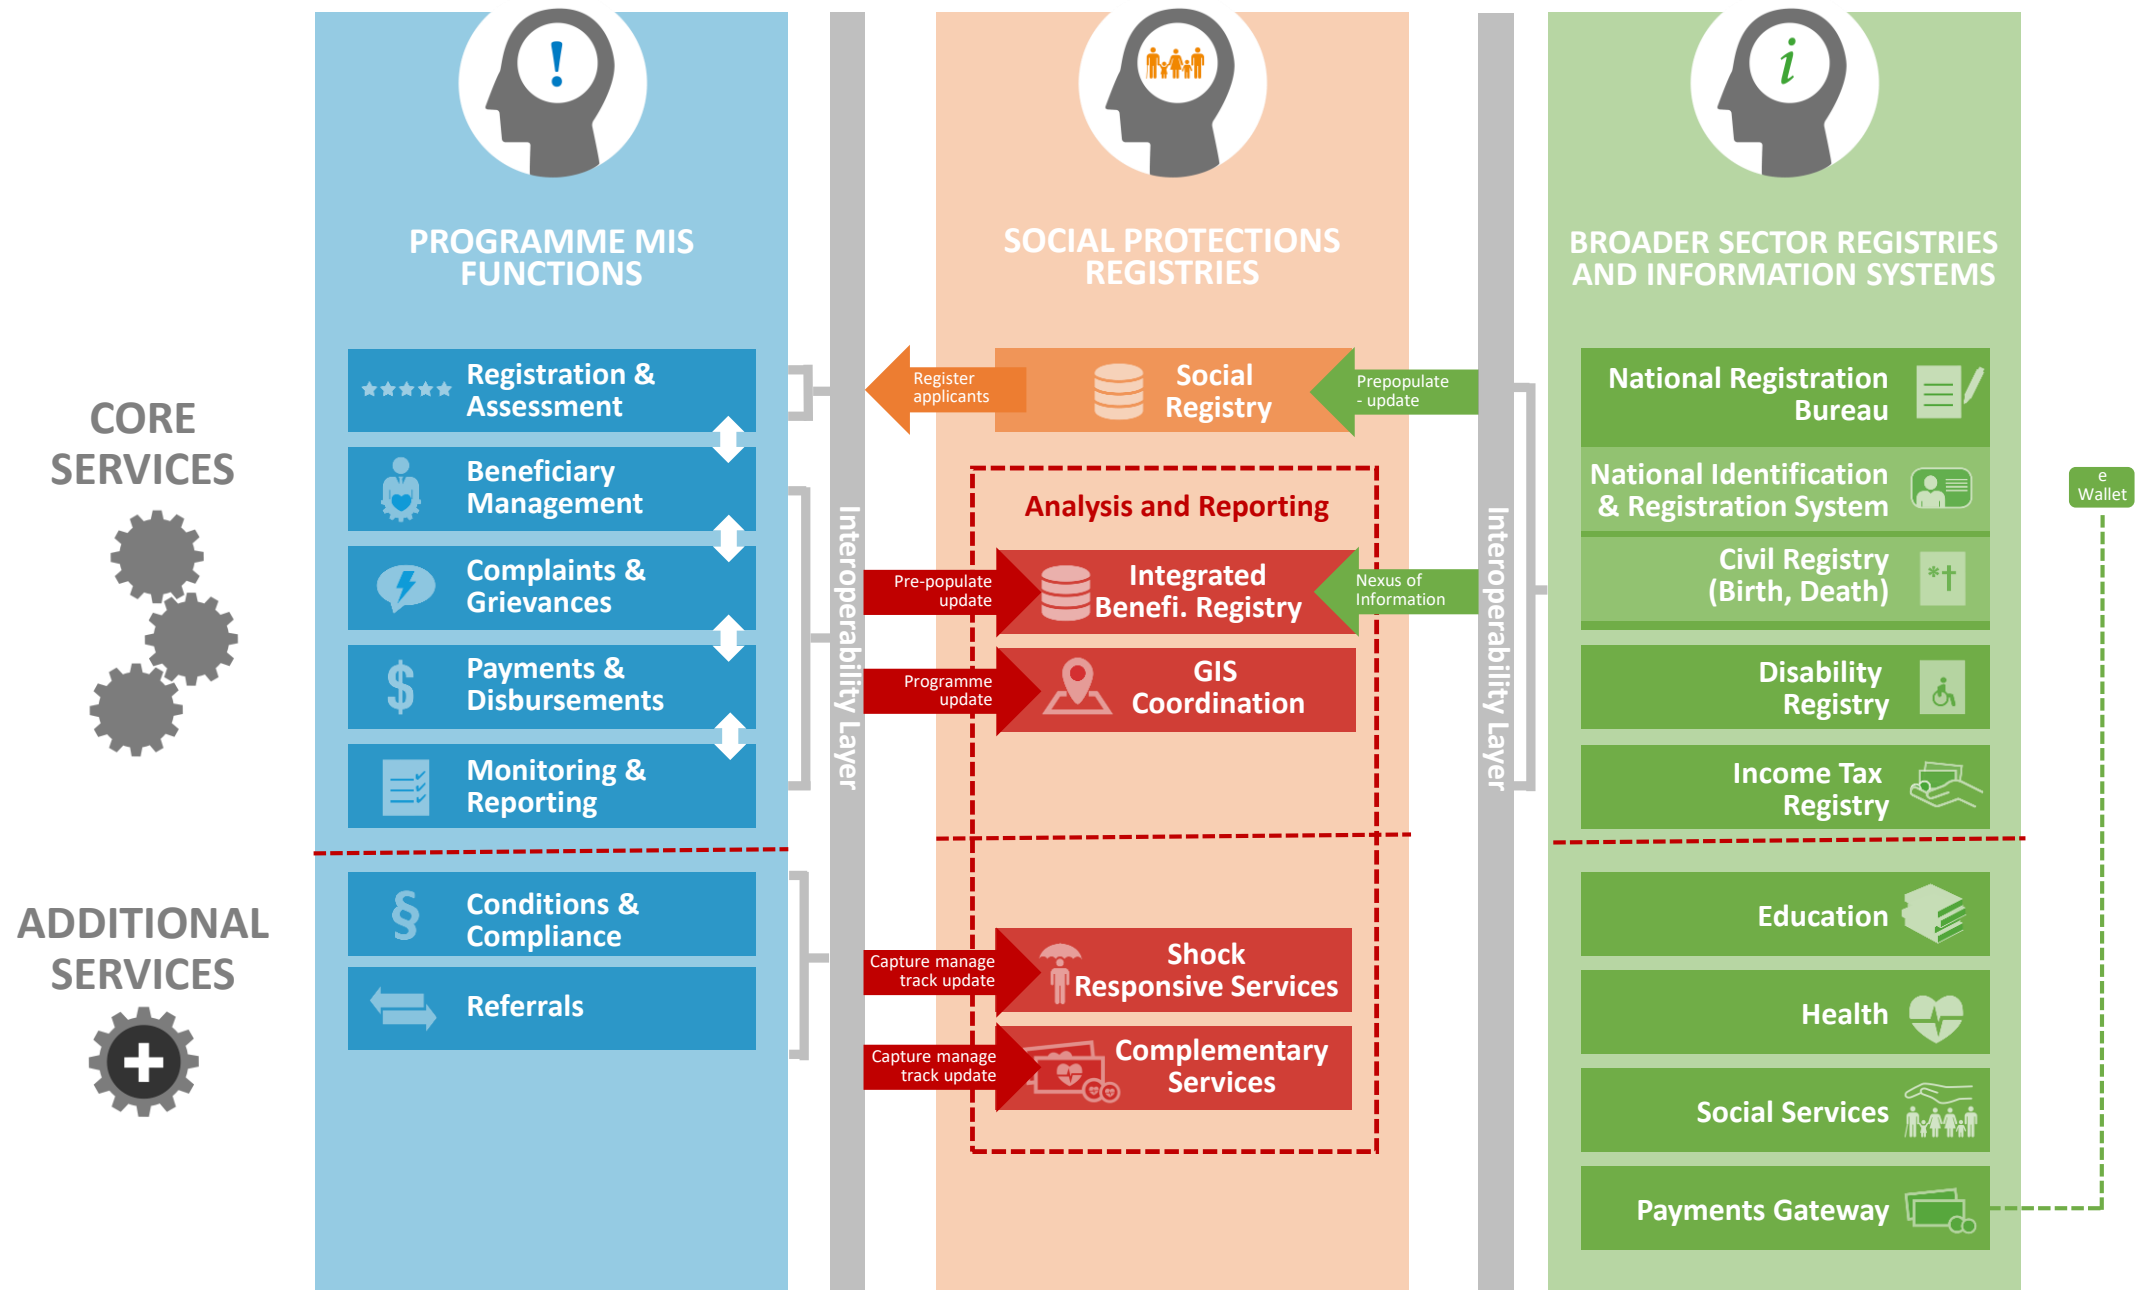 PROGRAMME MIS
FUNCTIONS
SOCIAL PROTECTIONS
REGISTRIES
BROADER SECTOR REGISTRIES
AND INFORMATION SYSTEMS
CORE
SERVICES
ADDITIONAL
SERVICES
Registration &
Assessment
Beneficiary
Management
Complaints &
Grievances
$
Payments &
Disbursements
Monitoring &
Reporting
§
Conditions &
Compliance
Referrals
Interoperability Layer
Register
applicants
Pre-populate
update
Programme
update
Capture manage
track update
Capture manage
track update
Social
Registry
Analysis and Reporting
Integrated
Benefi. Registry
GIS
Coordination
Shock
Responsive Services
Complementary
Services
Prepopulate
- update
Nexus of
Information
Interoperability Layer
National Registration
Bureau
National Identification
& Registration System
Civil Registry
(Birth, Death)
Disability
Registry
Income Tax
Registry
Education
Health
Social Services
Payments Gateway
e
Wallet